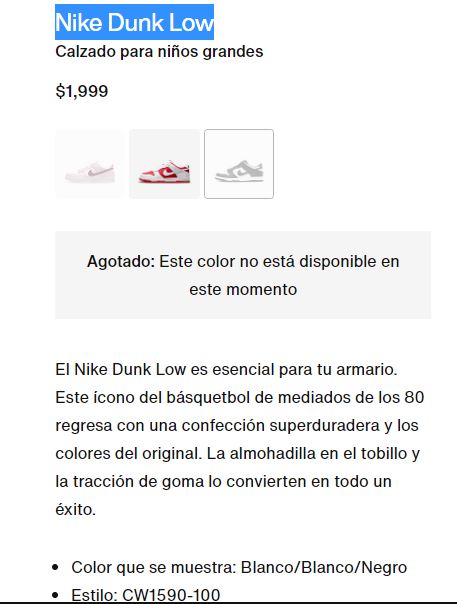 Nike Dunk Low
Calzado para niños grandes
$1,999
Agotado: Este color no está disponible en
este momento
El Nike Dunk Low es esencial para tu armario.
Este ícono del básquetbol de mediados de los 80
regresa con una confección superduradera y los
colores del original. La almohadilla en el tobillo y
la tracción de goma lo convierten en todo un
éxito.
• Color que se muestra: Blanco/Blanco/Negro
• Estilo: CW1590-100